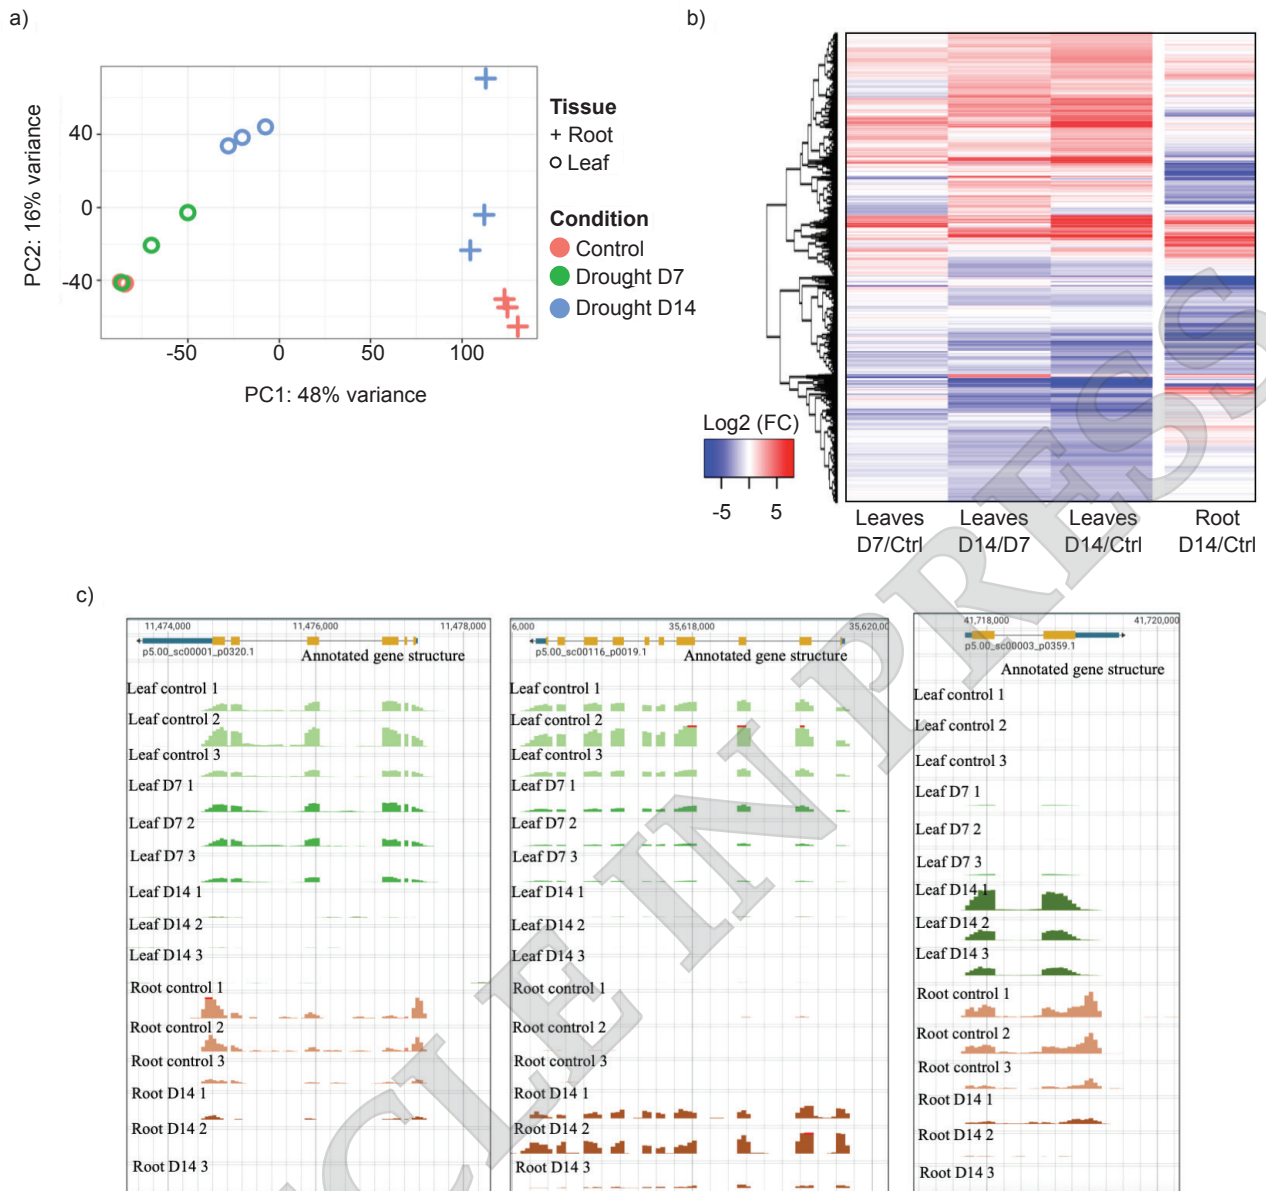 a)
40
0
-40
PC2: 16% variance
-50
0
50
100
PC1: 48% variance
Tissue
+ Root
Leaf
Condition
Control
Drought D7
Drought D14
b)
Log2 (FC)
-5
5
Leaves
D7/Ctrl
Leaves
D14/D7
Leaves
D14/Ctrl
Root
D14/Ctrl
c)
11,474,000
11,476,000
11,478,000
p5.00_sc00001_p0320.1
Annotated gene structure
Leaf control 1
Leaf control 2
Leaf control 3
Leaf D7 1
Leaf D7 2
Leaf D7 3
Leaf D14 1
Leaf D14 2
Leaf D14 3
Root control 1
Root control 2
Root control 3
Root D14 1
Root D14 2
Root D14 3
6,000
35,618,000
35,620,00
p5.00_sc00116_p0019.1
Annotated gene structure
Leaf control 1
Leaf control 2
Leaf control 3
Leaf D7 1
Leaf D7 2
Leaf D7 3
Leaf D14 1
Leaf D14 2
Leaf D14 3
Root control 1
Root control 2
Root control 3
Root D14 1
Root D14 2
Root D14 3
41,718,000
41,720,000
p5.00_sc00003_p0359.1
Annotated gene structure
Leaf control 1
Leaf control 2
Leaf control 3
Leaf D7 1
Leaf D7 2
Leaf D7 3
Leaf D14 1
Leaf D14 2
Leaf D14 3
Root control 1
Root control 2
Root control 3
Root D14 1
Root D14 2
Root D14 3
CLE IN PRESS